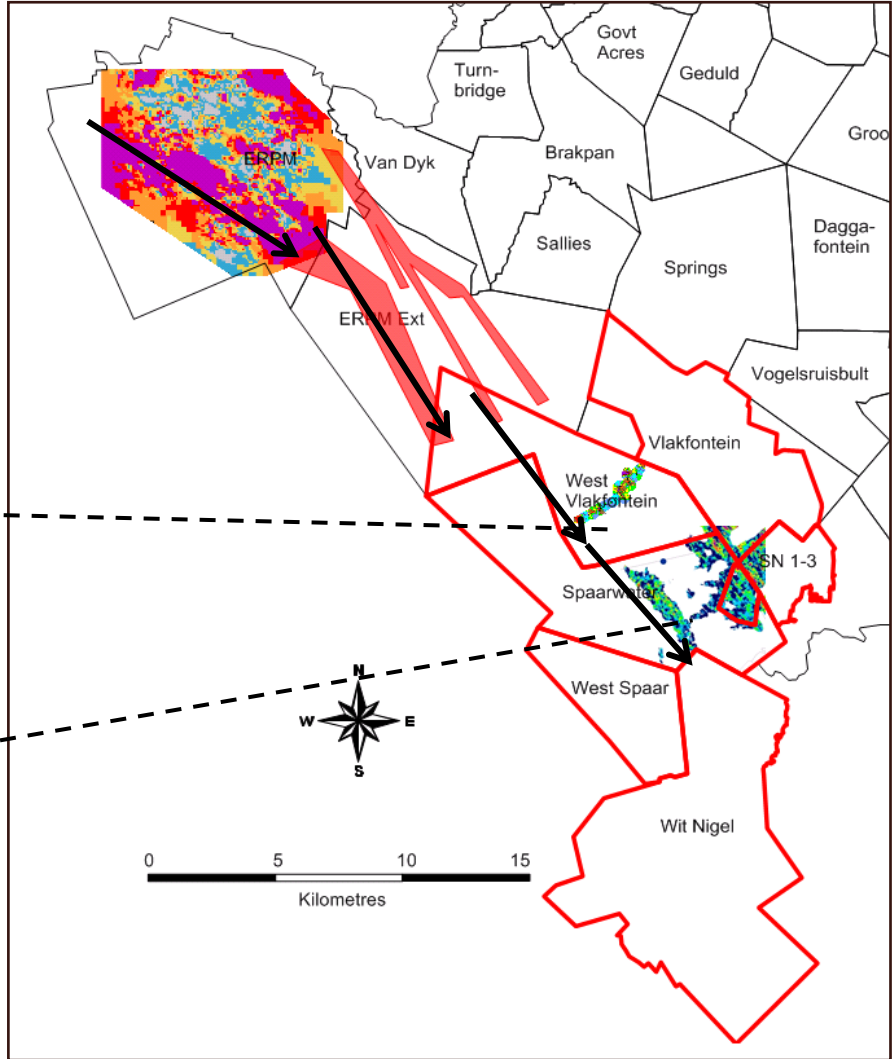 Govt
Acres
Turn-
bridge
Geduld
Groo
ERPM
Van Dyk
Brakpan
Dagga-
fontein
Sallies
Springs
ERPM Ext
Vogelsruisbult
Vlakfontein
West
Vlakfontein
SN 1-3
Spaarwater
N
West Spaar
W
E
S
Wit Nigel
0
5
10
15
Kilometres